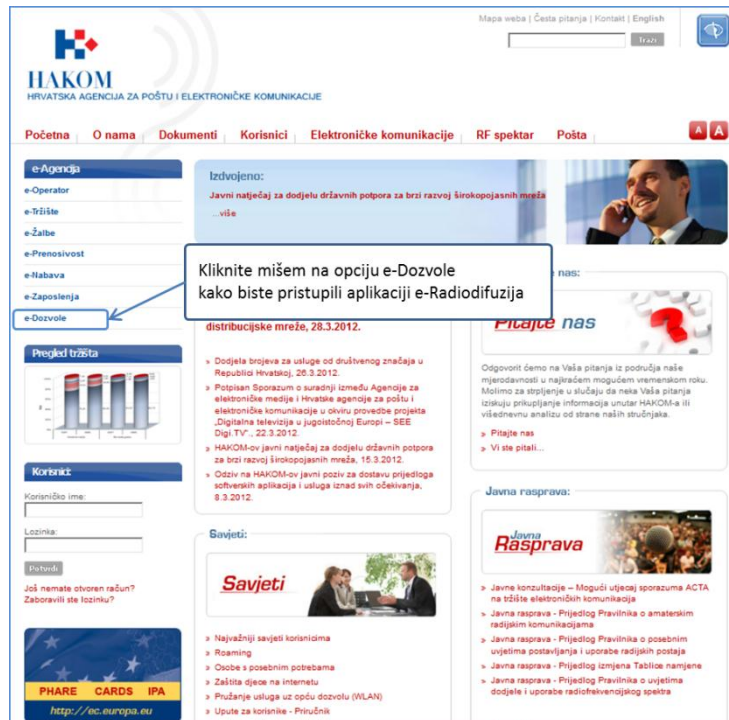 Mapa weba | Česta pitanja | Kontakt | English
Traži
HAKOM
HRVATSKA AGENCIJA ZA POŠTU I ELEKTRONIČKE KOMUNIKACIJE
Početna O nama Dokumenti Korisnici Elektroničke komunikacije RF spektar Pošta
A A
e-Agencija
e-Operator
e-Tržište
e-Žalbe
e-Prenosivost
e-Nabava
e-Zaposlenja
e-Dozvole
Izdvojeno:
Javni natječaj za dodjelu državnih potpora za brzi razvoj širokopojasnih mreža
...više
Kliknite mišem na opciju e-Dozvole
kako biste pristupili aplikaciji e-Radiodifuzija
distribucijske mreže, 28.3.2012.
» Dodjela brojeva za usluge od društvenog značaja u
Republici Hrvatskoj, 26.3.2012.
» Potpisan Sporazum o suradnji između Agencije za
elektroničke medije i Hrvatske agencije za poštu i
elektroničke komunikacije u okviru provedbe projekta
„Digitalna televizija u jugoistočnoj Europi – SEE
Digi.TV“., 22.3.2012.
» HAKOM-ov javni natječaj za dodjelu državnih potpora
za brzi razvoj širokopojasnih mreža, 15.3.2012.
» Odziv na HAKOM-ov javni poziv za dostavu prijedloga
softverskih aplikacija i usluga iznad svih očekivanja,
8.3.2012.
nas:
Pitajte nas
Odgovorit ćemo na Vaša pitanja iz područja naše
mjerodavnosti u najkraćem mogućem vremenskom roku.
Molimo za strpljenje u slučaju da neka Vaša pitanja
iziskuju prikupljanje informacija unutar HAKOM-a ili
višednevnu analizu od strane naših stručnjaka.
» Pitajte nas
» Vi ste pitali...
Pregled tržišta
Korisnici:
Korisničko ime:
Lozinka:
Potvrdi
Još nemate otvoren račun?
Zaboravili ste lozinku?
PHARE CARDS IPA
http://ec.europa.eu
Savjeti:
Savjeti
» Najvažniji savjeti korisnicima
» Roaming
» Osobe s posebnim potrebama
» Zaštita djece na internetu
» Pružanje usluga uz opću dozvolu (WLAN)
» Upute za korisnike - Priručnik
Javna rasprava:
Javna
Rasprava
» Javne konzultacije – Mogući utjecaj sporazuma ACTA
na tržište elektroničkih komunikacija
» Javna rasprava - Prijedlog Pravilnika o amaterskim
radijskim komunikacijama
» Javna rasprava - Prijedlog Pravilnika o posebnim
uvjetima postavljanja i uporabe radijskih postaja
» Javna rasprava - Prijedlog izmjena Tablice namjene
» Javna rasprava - Prijedlog Pravilnika o uvjetima
dodjele i uporabe radiofrekvencijskog spektra